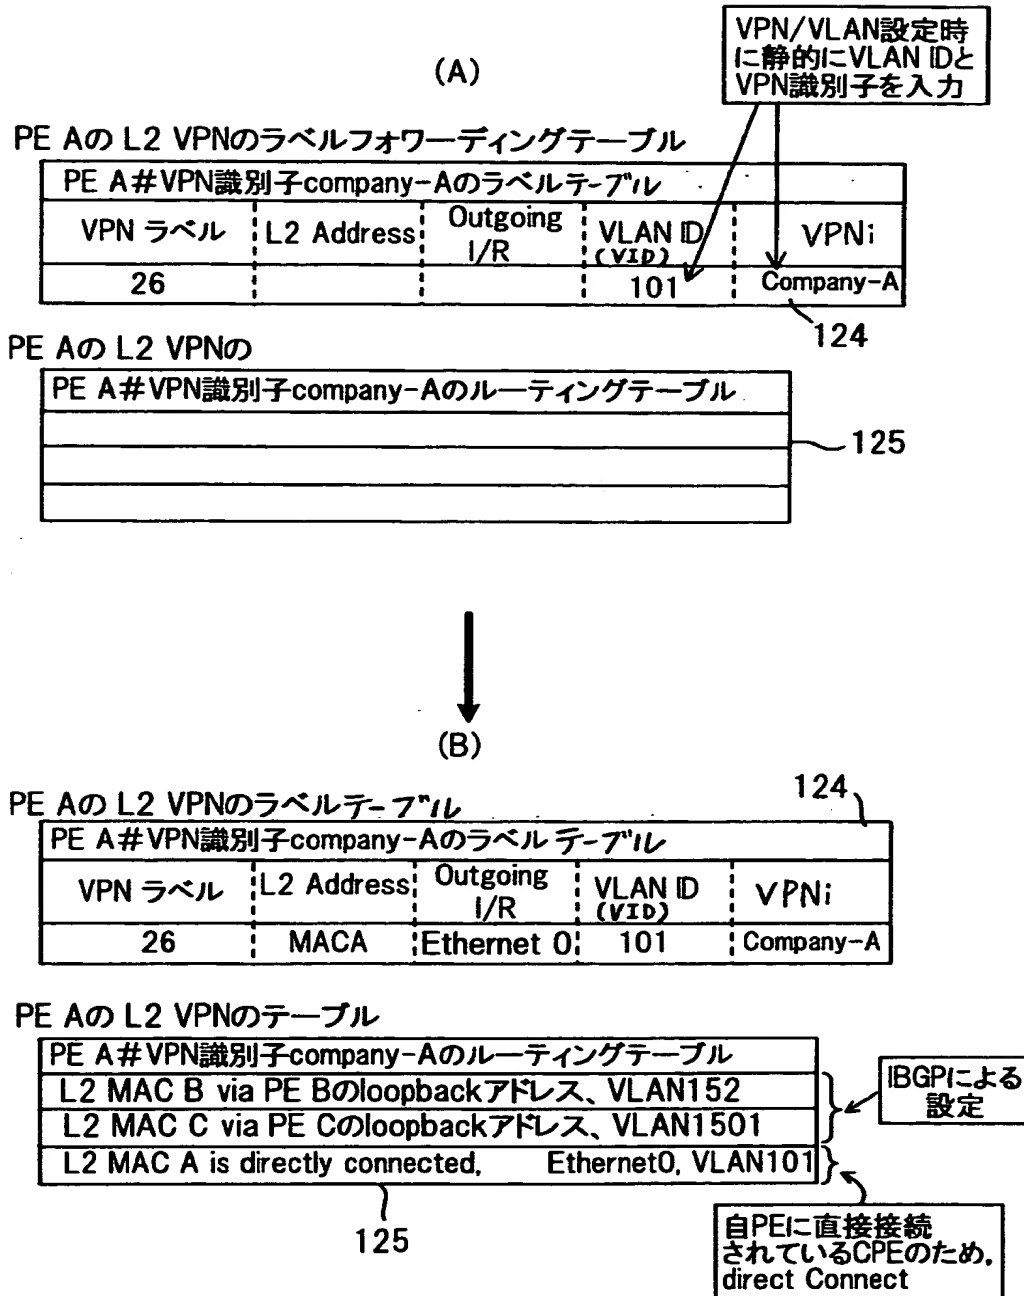 VPN/VLAN設定時
に静的にVLAN IDと
VPN識別子を入力
(A)
PE Aの L2 VPNのラベルフォワーディングテーブル
PE A#VPN識別子company-Aのラベルテーブル
VPN ラベル L2 Address Outgoing I/R VLAN ID (VID) VPNi
26 101 Company-A
124
PE Aの L2 VPNの
PE A#VPN識別子company-Aのルーティングテーブル
125
(B)
PE Aの L2 VPNのラベルテーブル
124
PE A#VPN識別子company-Aのラベルテーブル
VPN ラベル L2 Address Outgoing I/R VLAN ID (VID) VPNi
26 MACA Ethernet 0 101 Company-A
PE Aの L2 VPNのテーブル
PE A#VPN識別子company-Aのルーティングテーブル
L2 MAC B via PE Bのloopbackアドレス、VLAN152
L2 MAC C via PE Cのloopbackアドレス、VLAN1501
L2 MAC A is directly connected, Ethernet0, VLAN101
IBGPによる
設定
125
自PEに直接接続
されているCPEのため,
direct Connect